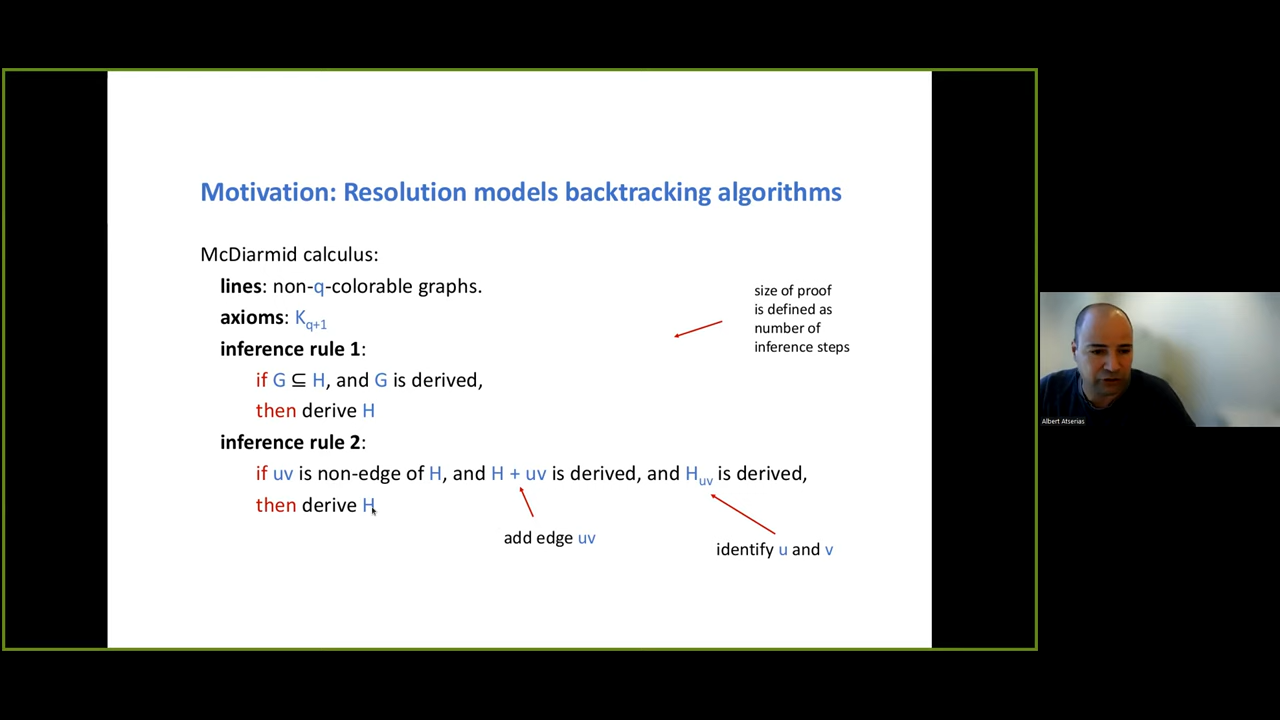 Motivation: Resolution models backtracking algorithms
McDiarmid calculus:
lines: non-q-colorable graphs.
axioms: K_{q+1}
inference rule 1:
if G ⊆ H, and G is derived,
then derive H
inference rule 2:
if uv is non-edge of H, and H + uv is derived, and H_{uv} is derived,
then derive H
size of proof
is defined as
number of
inference steps
add edge uv
identify u and v
Albert Atserias